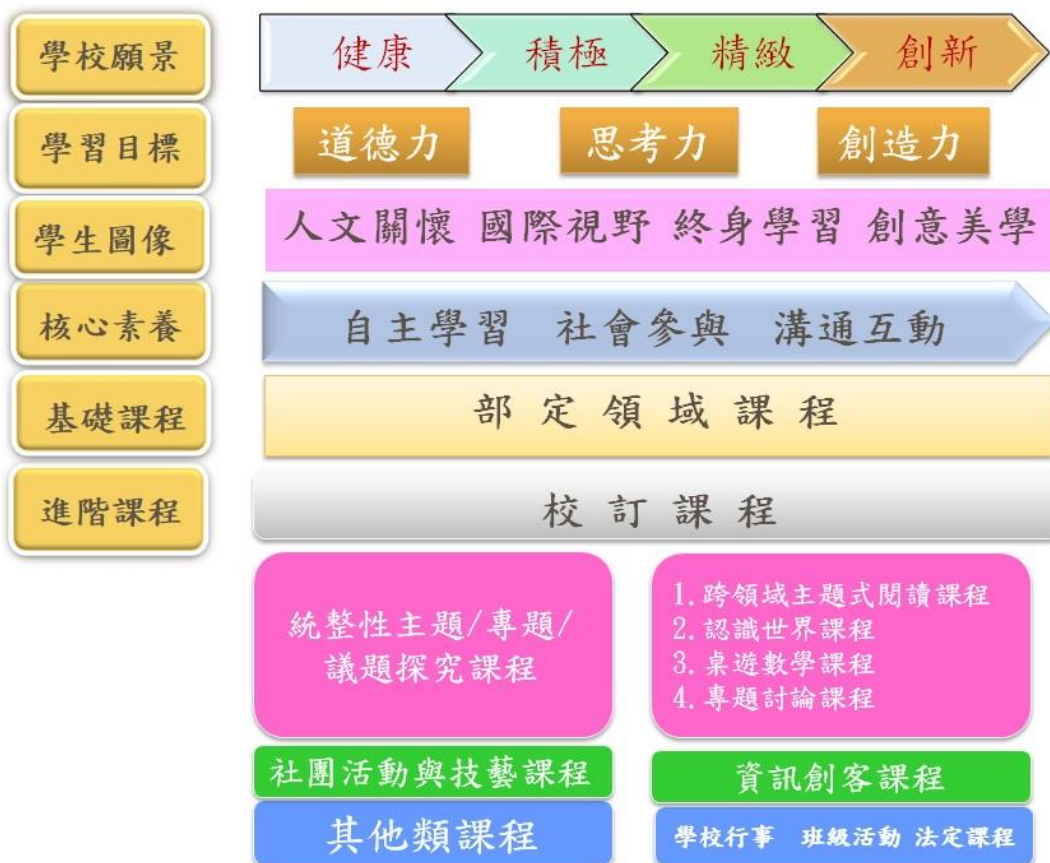 學校願景
健康 積極 精緻 創新
學習目標
道德力 思考力 創造力
學生圖像
人文關懷 國際視野 終身學習 創意美學
核心素養
自主學習 社會參與 溝通互動
基礎課程
部定領域課程
進階課程
校訂課程
統整性主題/專題/
議題探究課程
1.跨領域主題式閱讀課程
2.認識世界課程
3.桌遊數學課程
4.專題討論課程
社團活動與技藝課程
資訊創客課程
其他類課程
學校行事 班級活動 法定課程